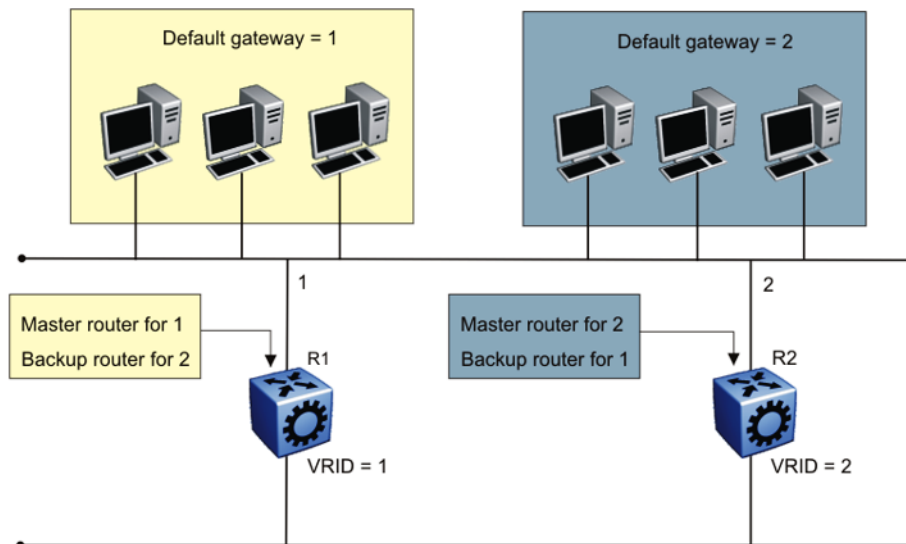 Default gateway = 1
Default gateway = 2
1
2
Master router for 1
Backup router for 2
R1
VRID = 1
Master router for 2
Backup router for 1
R2
VRID = 2